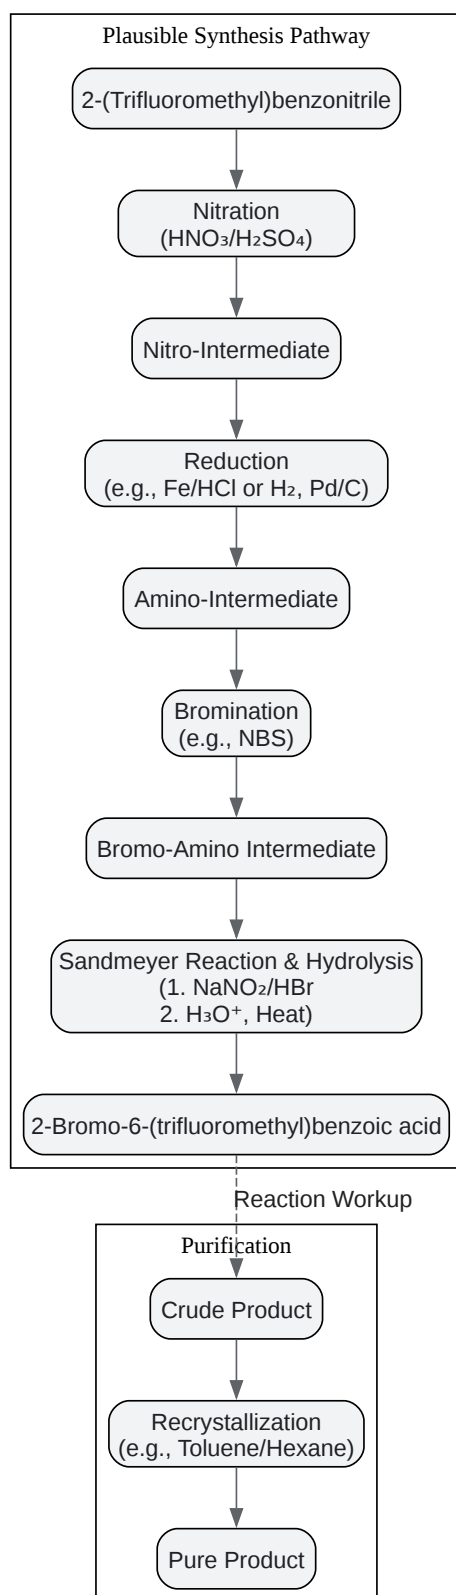 Plausible Synthesis Pathway
2-(Trifluoromethyl)benzonitrile
Nitration
(HNO₃/H₂SO₄)
Nitro-Intermediate
Reduction
(e.g., Fe/HCl or H₂, Pd/C)
Amino-Intermediate
Bromination
(e.g., NBS)
Bromo-Amino Intermediate
Sandmeyer Reaction & Hydrolysis
(1. NaNO₂/HBr
2. H₃O⁺, Heat)
2-Bromo-6-(trifluoromethyl)benzoic acid
Reaction Workup
Purification
Crude Product
Recrystallization
(e.g., Toluene/Hexane)
Pure Product